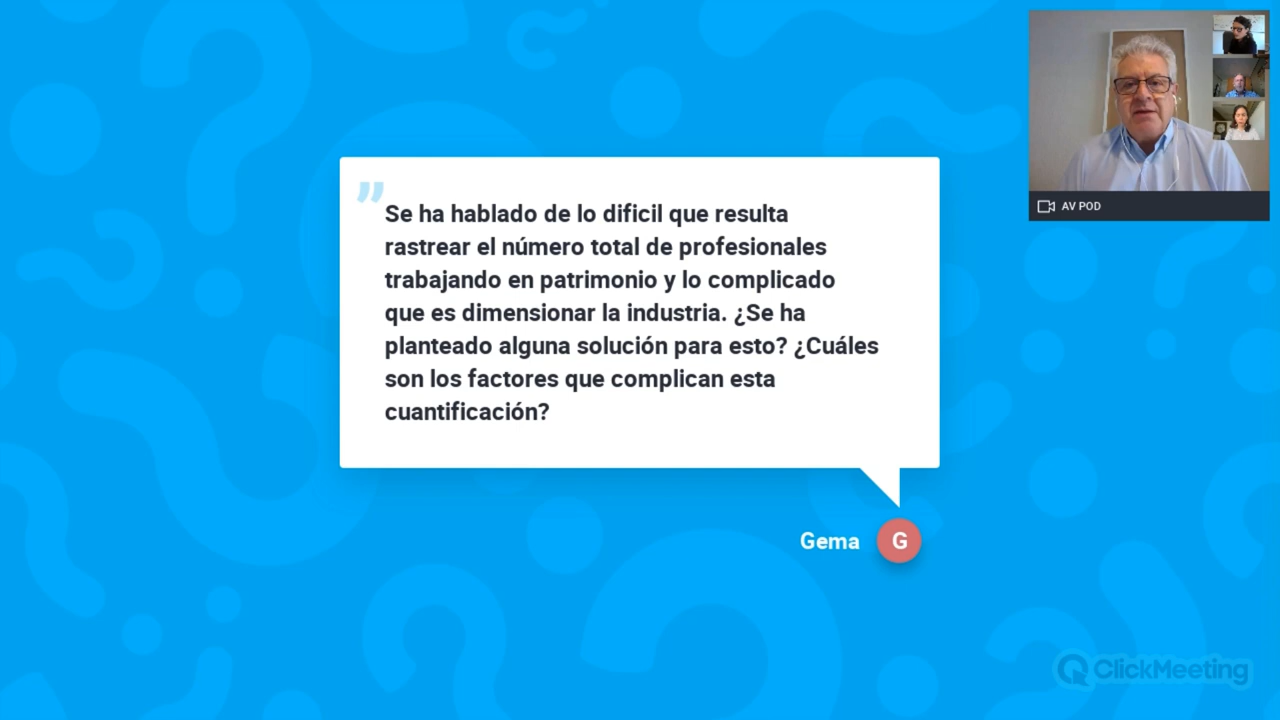 Se ha hablado de lo dificil que resulta
rastrear el número total de profesionales
trabajando en patrimonio y lo complicado
que es dimensionar la industria. ¿Se ha
planteado alguna solución para esto? ¿Cuáles
son los factores que complican esta
cuantificación?
Gema G
AV POD
ClickMeeting